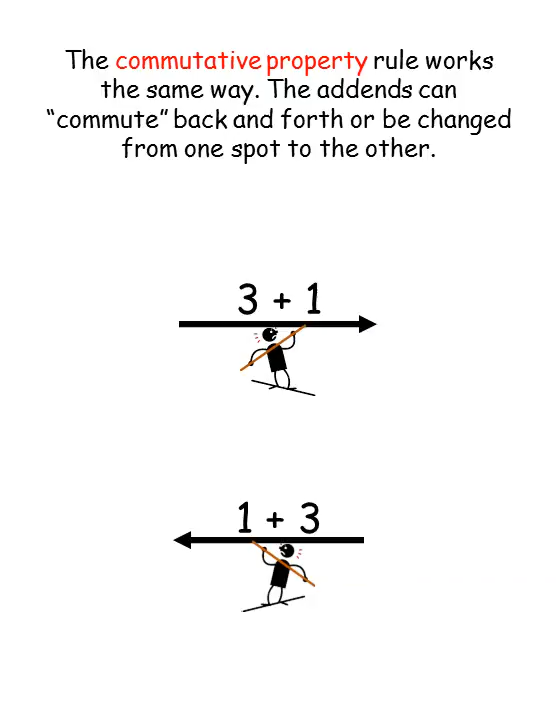 The commutative property rule works
the same way. The addends can
“commute” back and forth or be changed
from one spot to the other.
3 + 1
1 + 3